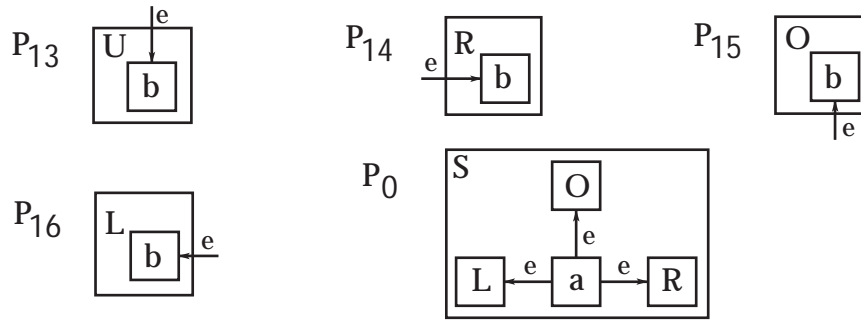 P13 U e b
P14 R e b
P15 O b e
P16 L b e
P0 S O e
L e a e R